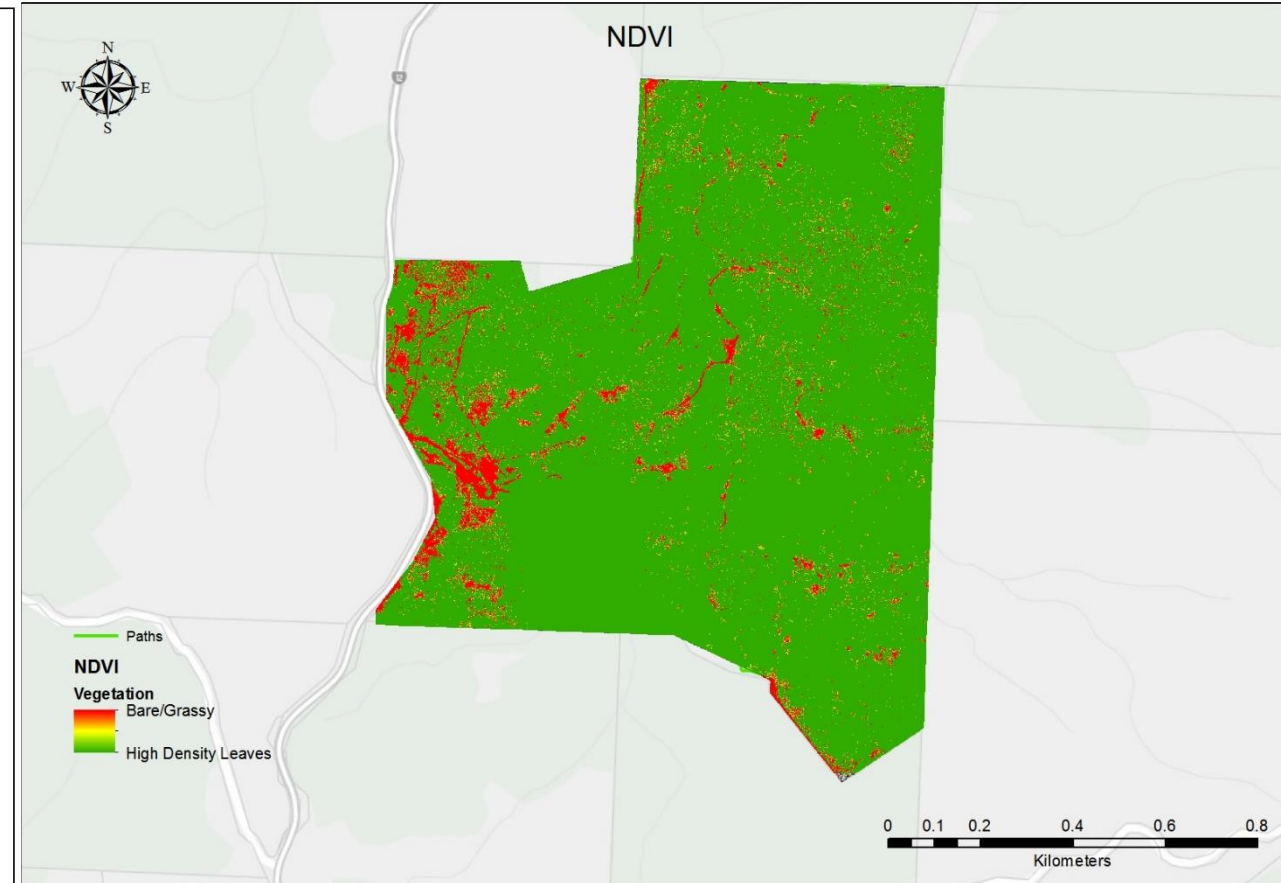 NDVI
N
W E
S
12
Paths
NDVI
Vegetation
Bare/Grassy
High Density Leaves
0 0.1 0.2 0.4 0.6 0.8
Kilometers